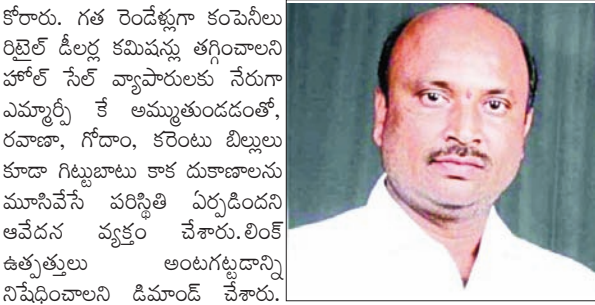 కోరారు. గత రెండేళ్లుగా కంపెనీలు
రిటైల్ డీలర్ల కమిషన్లు తగ్గించాలని
హోల్ సేల్ వ్యాపారులకు నేరుగా
ఎమ్మార్పీ కే అమ్ముతుండడంతో,
రవాణా, గోదాం, కరెంటు బిల్లులు
కూడా గిట్టుబాటు కాక దుకాణాలను
మూసివేసే పరిస్థితి ఏర్పడిందని
ఆవేదన వ్యక్తం చేశారు.లింక్
ఉత్పత్తులు అంటగట్టడాన్ని
నిషేధించాలని డిమాండ్ చేశారు.